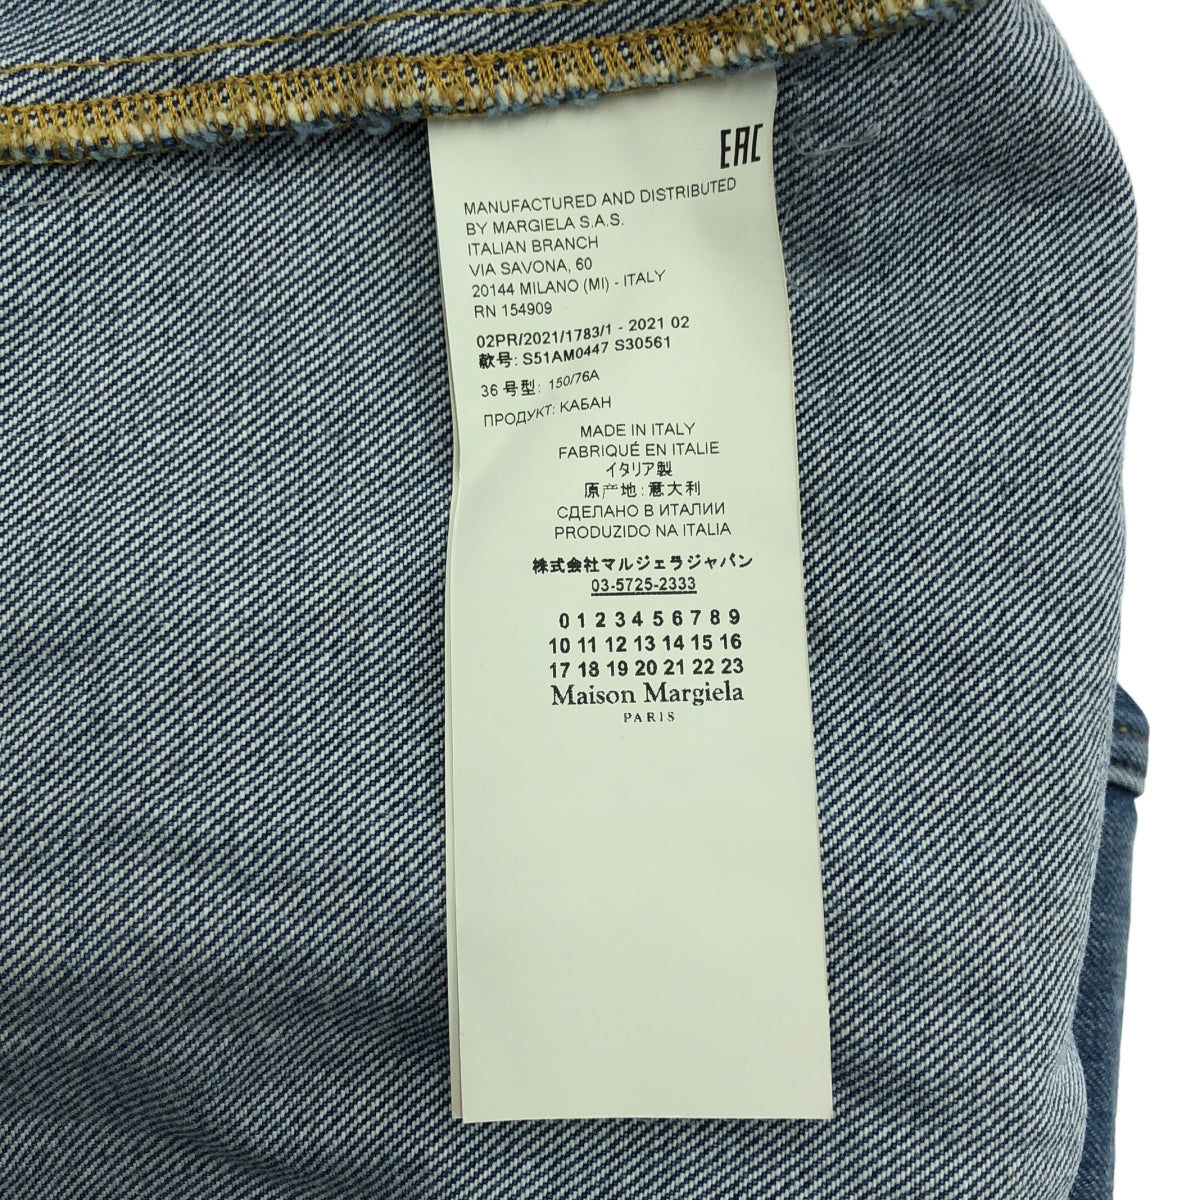 EAC
MANUFACTURED AND DISTRIBUTED
BY MARGIELA S.A.S.
ITALIAN BRANCH
VIA SAVONA, 60
20144 MILANO (MI) - ITALY
RN 154909
02PR/2021/1783/1 - 2021 02
款号: S51AM0447 S30561
36 号型: 150/76A
ПРОДУКТ: КАБАН
MADE IN ITALY
FABRIQUÉ EN ITALIE
イタリア製
原产地: 意大利
СДЕЛАНО В ИТАЛИИ
PRODUZIDO NA ITALIA
株式会社マルジェラジャパン
03-5725-2333
0 1 2 3 4 5 6 7 8 9
10 11 12 13 14 15 16
17 18 19 20 21 22 23
Maison Margiela
PARIS